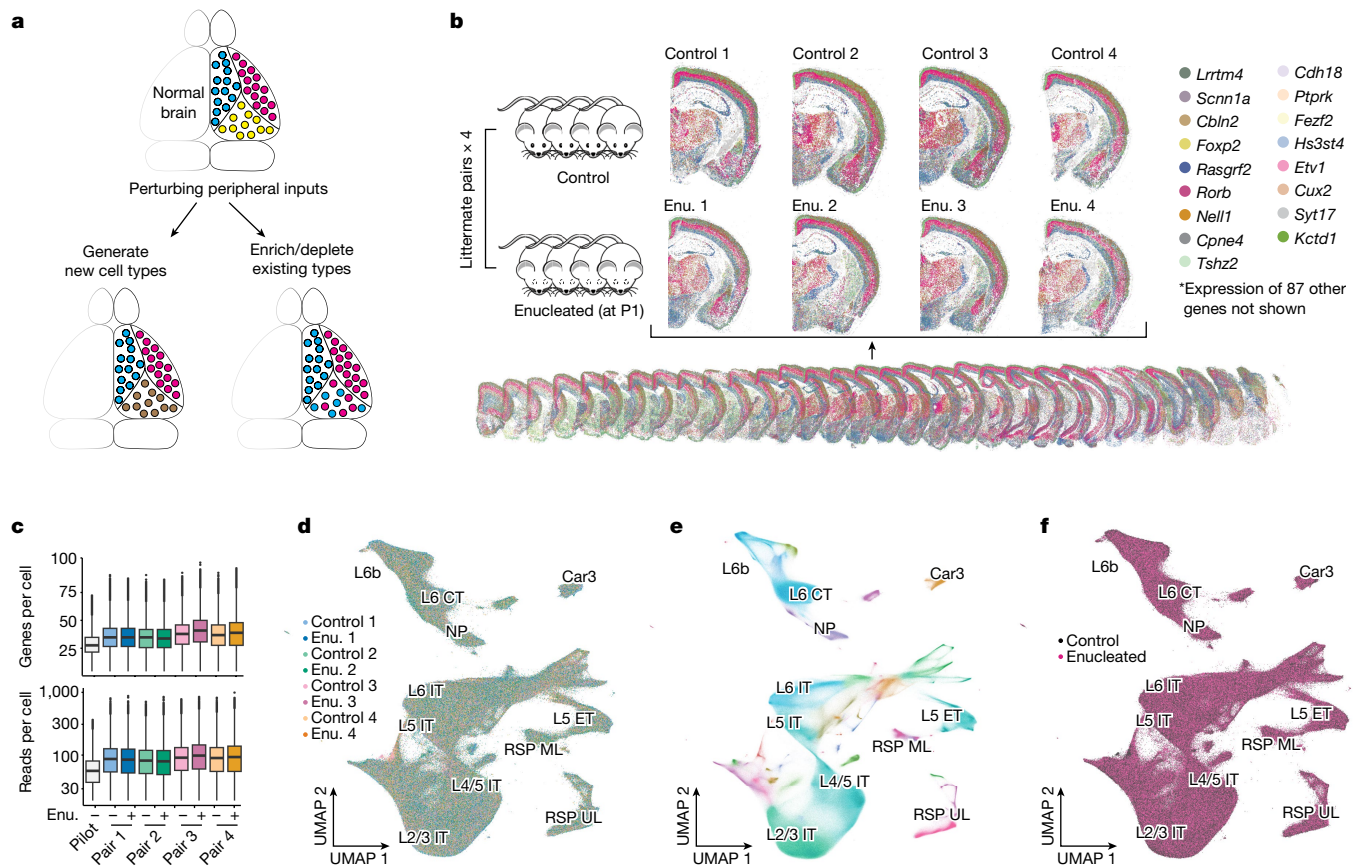 a
Normal
brain
Perturbing peripheral inputs
Generate
new cell types
Enrich/deplete
existing types
b
Littermate pairs × 4
Control
Enucleated (at P1)
Control 1
Control 2
Control 3
Control 4
Enu. 1
Enu. 2
Enu. 3
Enu. 4
Lrrtm4
Scnn1a
Cbln2
Foxp2
Rasgrf2
Rorb
Nell1
Cpne4
Tshz2
Cdh18
Ptprk
Fezf2
Hs3st4
Etv1
Cux2
Syt17
Kctd1
*Expression of 87 other
genes not shown
c
Genes per cell
100
75
50
25
Reads per cell
1,000
300
100
30
Enu.
– – + – + – + – +
Pilot
Pair 1
Pair 2
Pair 3
Pair 4
d
L6b
L6 CT
NP
Car3
Control 1
Enu. 1
Control 2
Enu. 2
Control 3
Enu. 3
Control 4
Enu. 4
L6 IT
L5 IT
L5 ET
RSP ML
L4/5 IT
RSP UL
L2/3 IT
UMAP 2
UMAP 1
e
L6b
L6 CT
NP
Car3
L6 IT
L5 IT
L5 ET
RSP ML
L4/5 IT
RSP UL
L2/3 IT
UMAP 2
UMAP 1
f
L6b
L6 CT
NP
Car3
Control
Enucleated
L6 IT
L5 IT
L5 ET
RSP ML
L4/5 IT
RSP UL
L2/3 IT
UMAP 2
UMAP 1